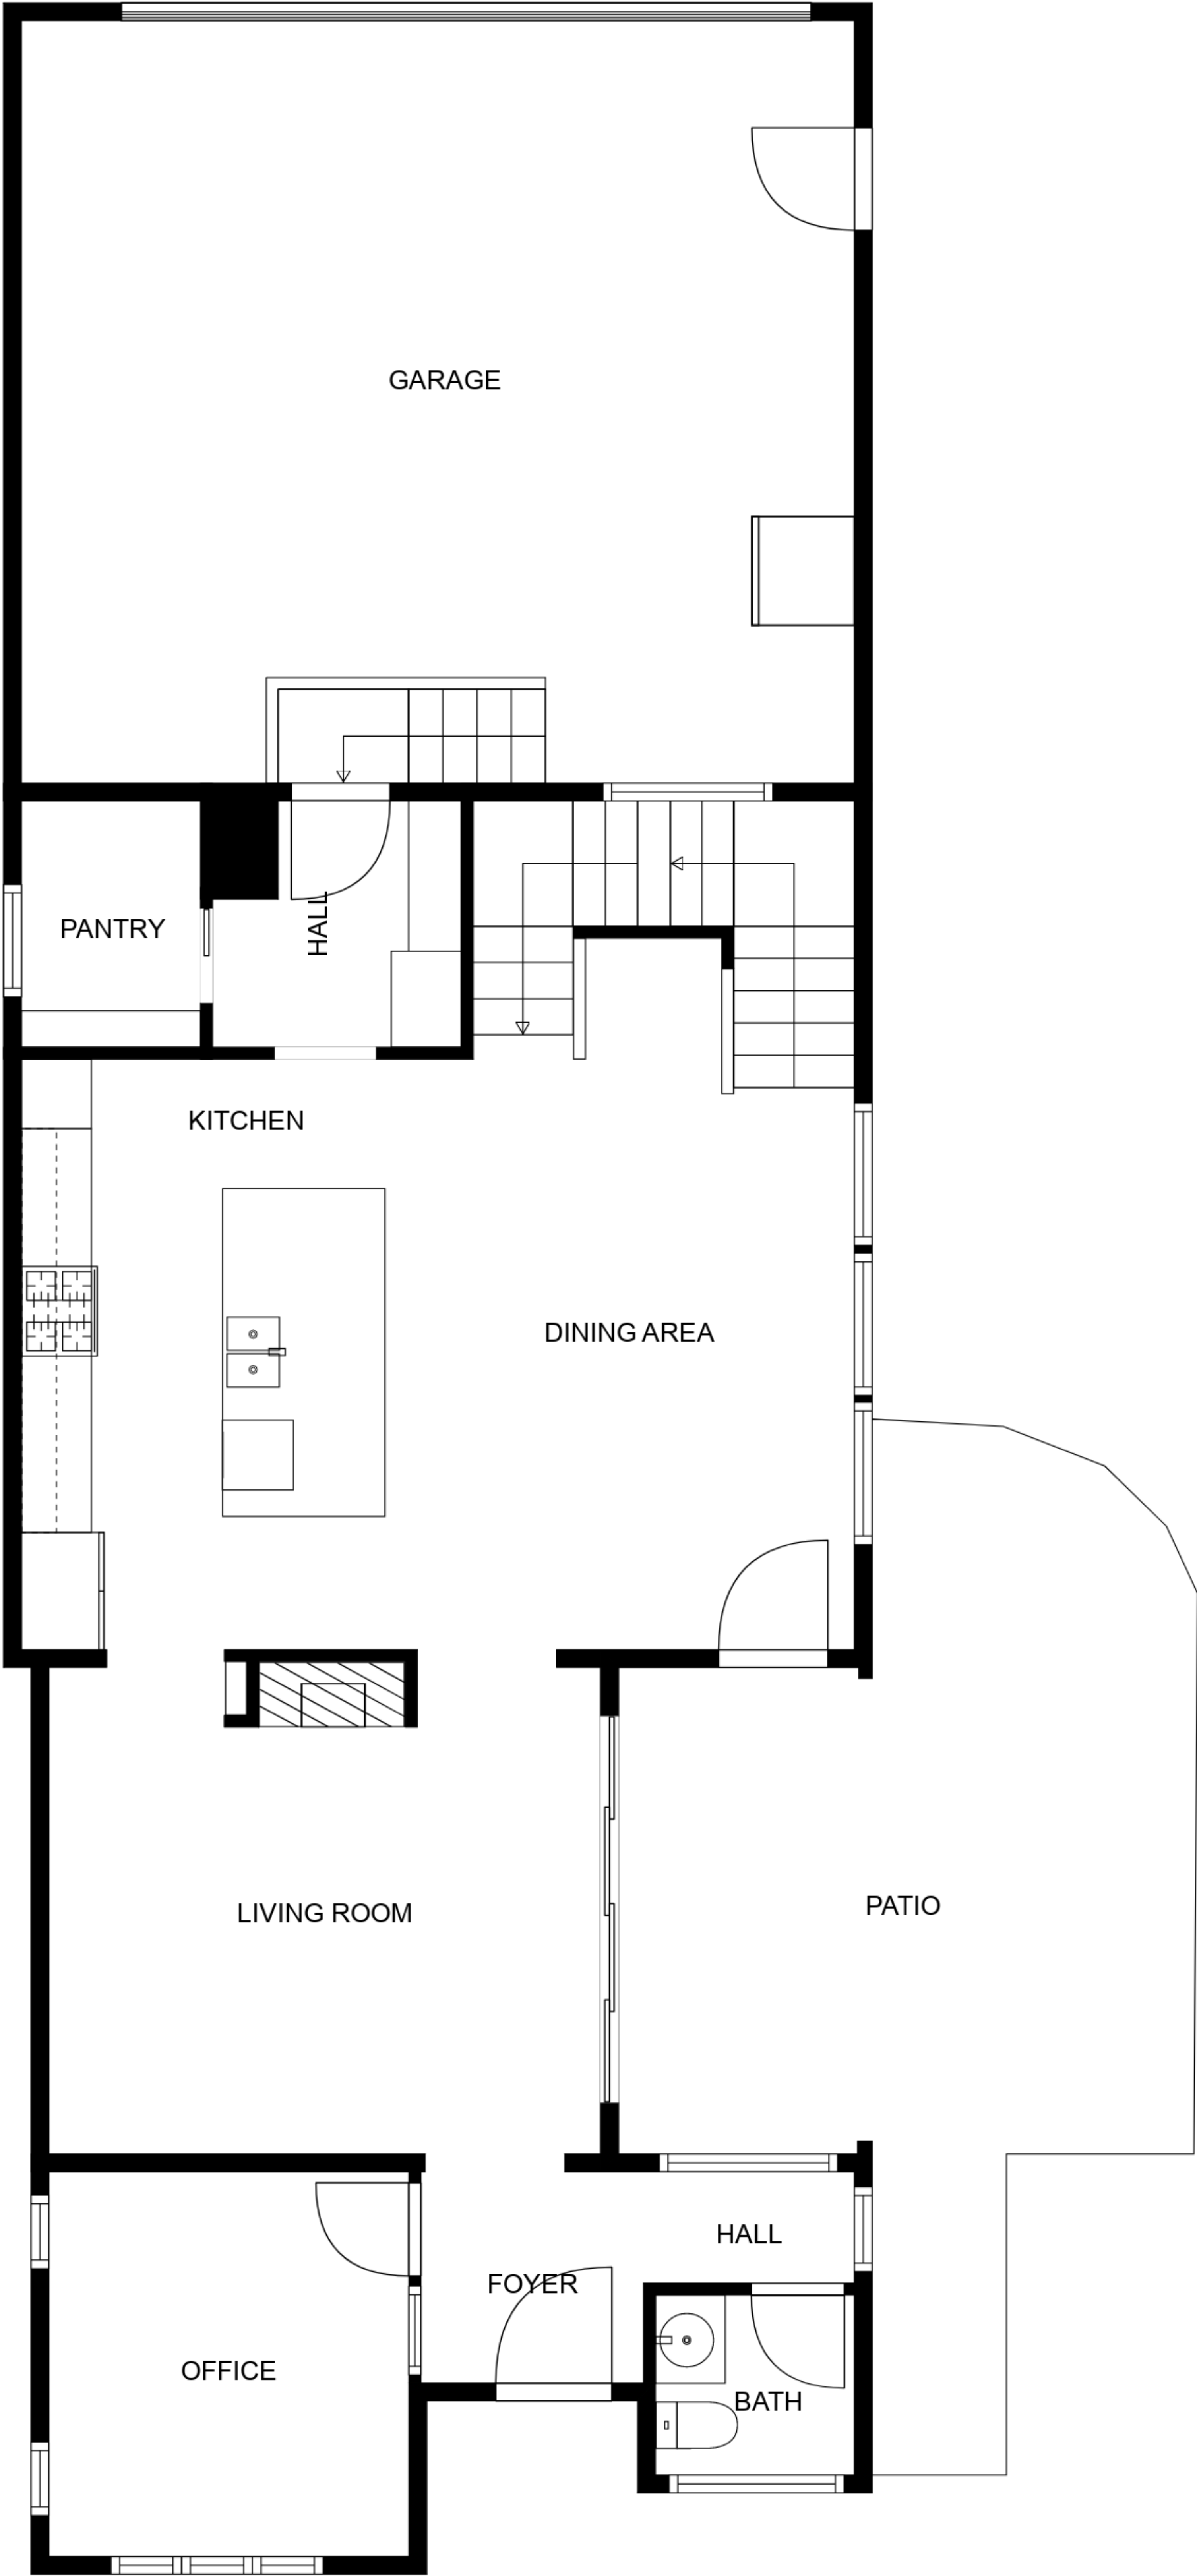 GARAGE
PANTRY
HALL
KITCHEN
DINING AREA
LIVING ROOM
PATIO
HALL
FOYER
OFFICE
BATH